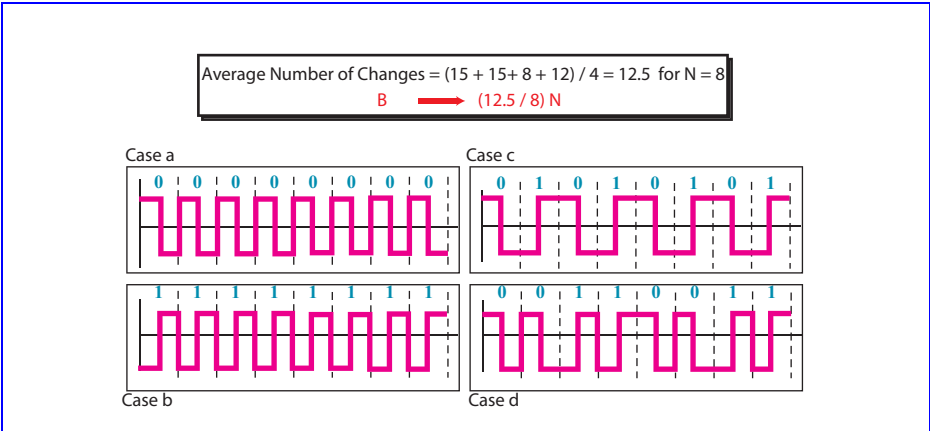 Average Number of Changes = (15 + 15+ 8 + 12) / 4 = 12.5 for N = 8
B (12.5 / 8) N
Case a
0 0 0 0 0 0 0 0
Case c
0 1 0 1 0 1 0 1
1 1 1 1 1 1 1 1
Case b
0 0 1 1 0 0 1 1
Case d